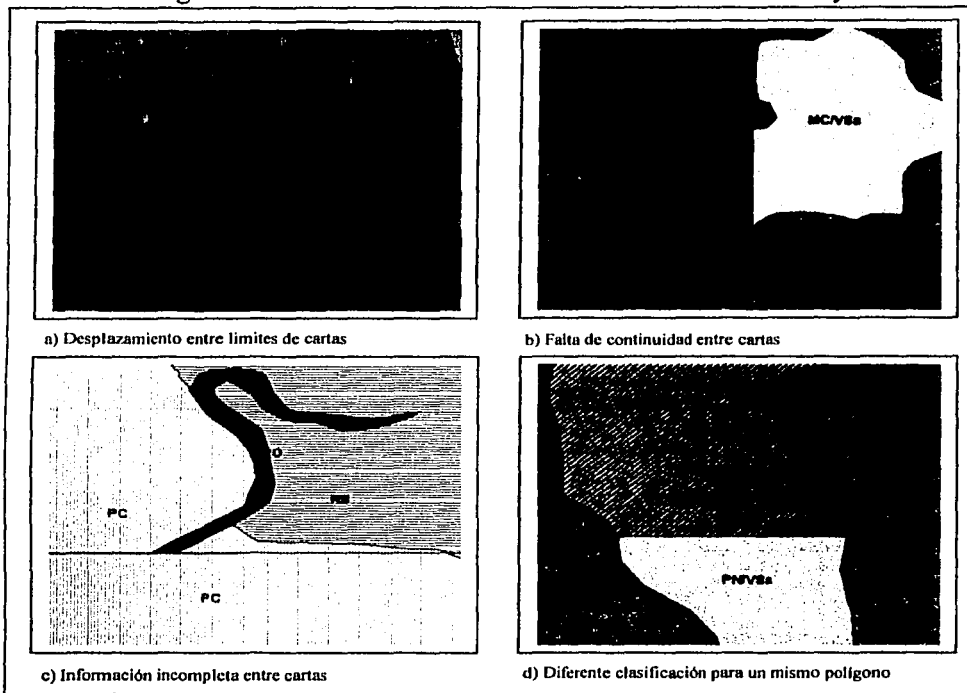 MC/VSa
a) Desplazamiento entre limites de cartas
b) Falta de continuidad entre cartas
PC
PC
PN/VSa
c) Información incompleta entre cartas
d) Diferente clasificación para un mismo polígono